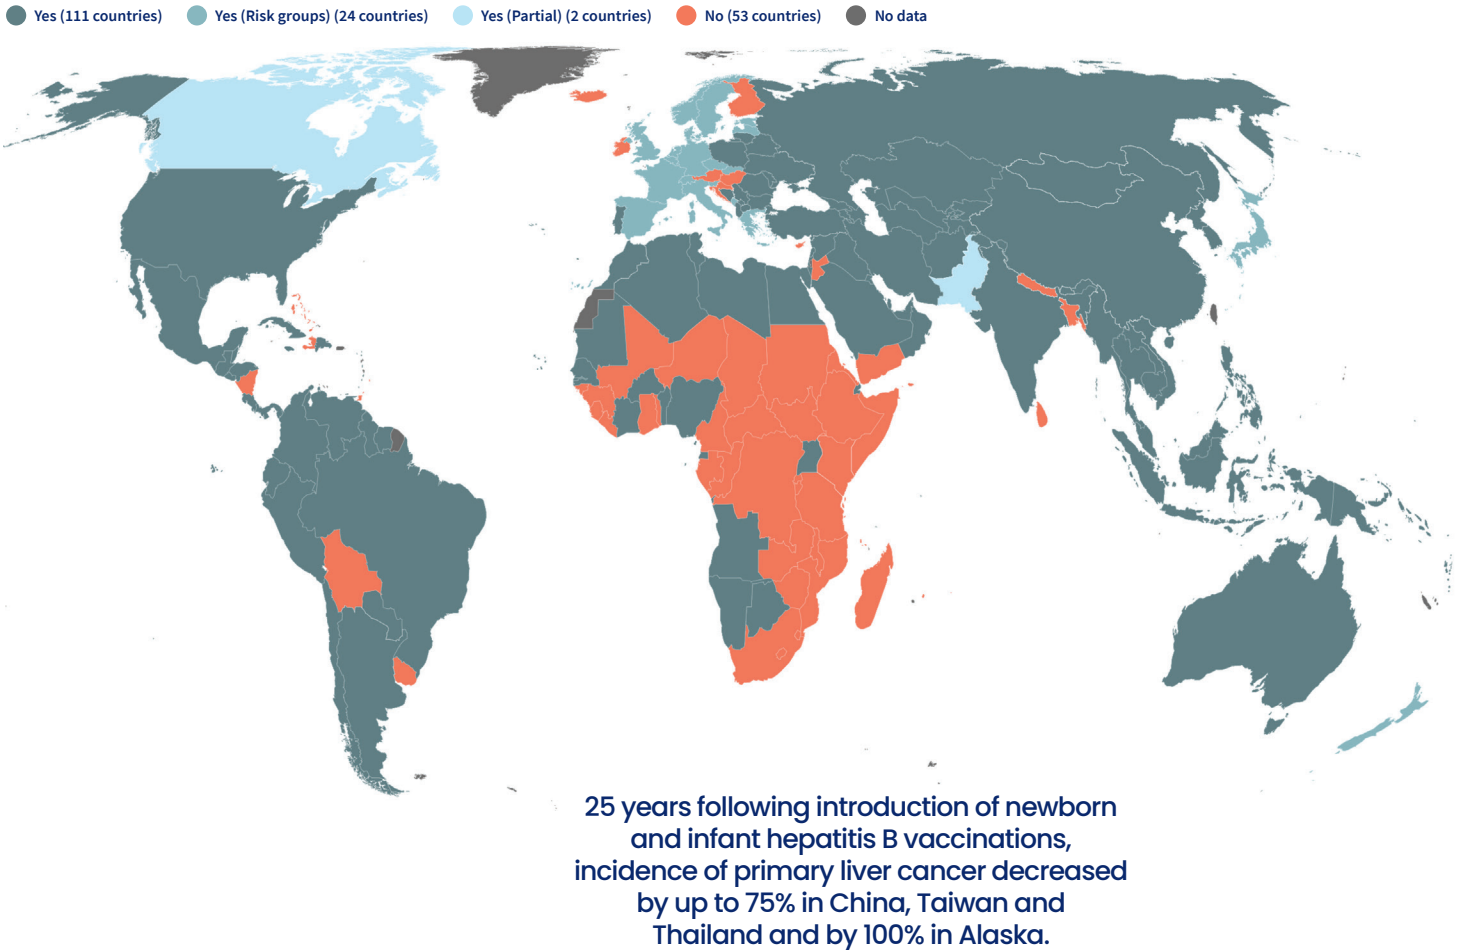 Yes (111 countries) Yes (Risk groups) (24 countries) Yes (Partial) (2 countries) No (53 countries) No data
25 years following introduction of newborn
and infant hepatitis B vaccinations,
incidence of primary liver cancer decreased
by up to 75% in China, Taiwan and
Thailand and by 100% in Alaska.